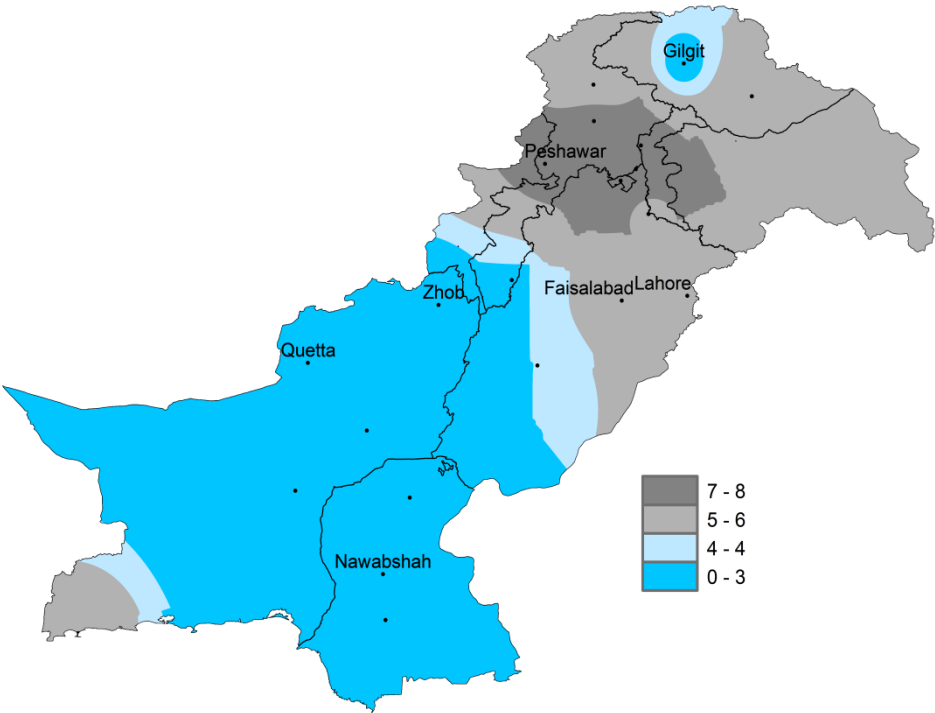 Gilgit
Peshawar
Zhob
Faisalabad
Lahore
Quetta
Nawabshah
7 - 8
5 - 6
4 - 4
0 - 3